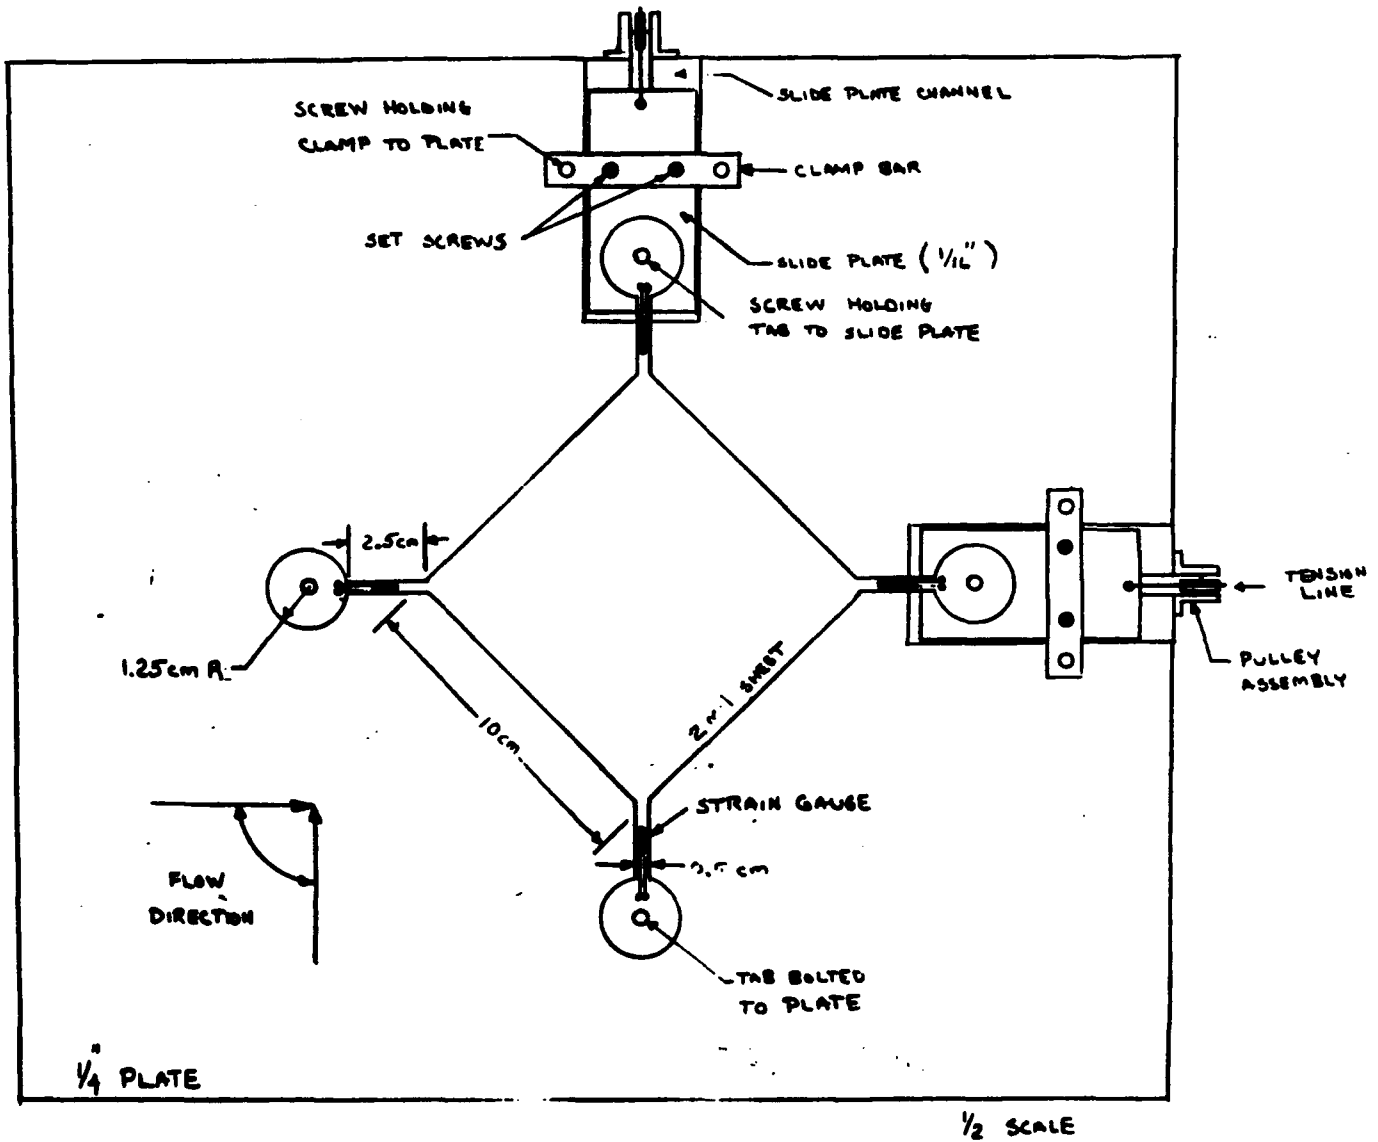 SLIDE PLATE CHANNEL
SCREW HOLDING
CLAMP TO PLATE
CLAMP BAR
SET SCREWS
SLIDE PLATE (1/16")
SCREW HOLDING
TAB TO SLIDE PLATE
2.5cm
TENSION
LINE
1.25cm R.
PULLEY
ASSEMBLY
10cm
SHEET
STRAIN GAUGE
cm
FLOW
DIRECTION
TAB BOLTED
TO PLATE
1/4" PLATE
1/2 SCALE